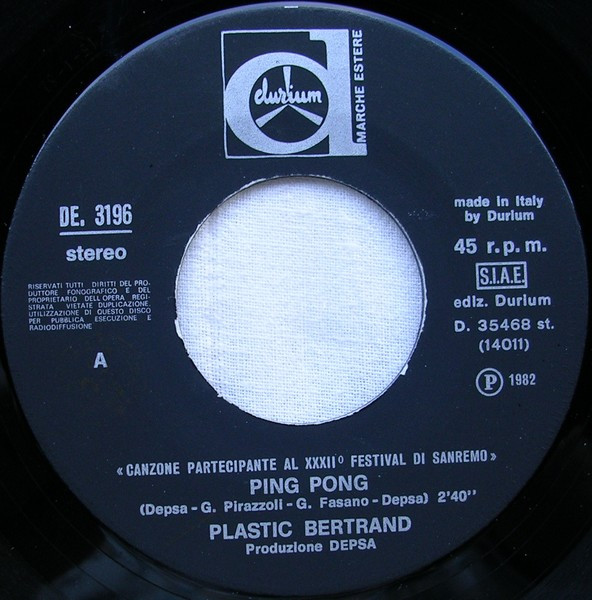 durium
MARCHE ESTERE
DE. 3196
stereo
RISERVATI TUTTI DIRITTI DEL PRO-
DUTTORE FONOGRAFICO E DEL
PROPRIETARIO DELL'OPERA REGI-
STRATA VIETATE DUPLICAZIONE.
UTILIZZAZIONE DI QUESTO DISCO
PER PUBBLICA ESECUZIONE E
RADIODIFFUSIONE
A
made in Italy
by Durium
45 r.p.m.
S.I.A.E.
ediz. Durium
D. 35468 st.
(14011)
Ⓟ 1982
« CANZONE PARTECIPANTE AL XXXII° FESTIVAL DI SANREMO »
PING PONG
(Depsa - G. Pirazzoli - G. Fasano - Depsa) 2'40''
PLASTIC BERTRAND
Produzione DEPSA